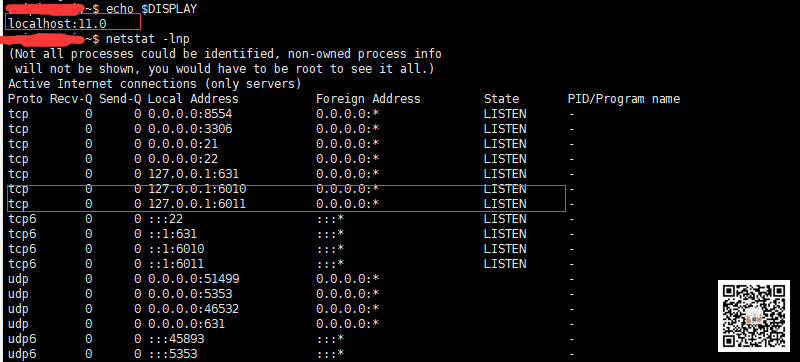 :~$ echo $DISPLAY
localhost:11.0
:~$ netstat -lnp
(Not all processes could be identified, non-owned process info
will not be shown, you would have to be root to see it all.)
Active Internet connections (only servers)
Proto Recv-Q Send-Q Local Address Foreign Address State PID/Program name
tcp 0 0 0.0.0.0:8554 0.0.0.0:* LISTEN -
tcp 0 0 0.0.0.0:3306 0.0.0.0:* LISTEN -
tcp 0 0 0.0.0.0:21 0.0.0.0:* LISTEN -
tcp 0 0 0.0.0.0:22 0.0.0.0:* LISTEN -
tcp 0 0 127.0.0.1:631 0.0.0.0:* LISTEN -
tcp 0 0 127.0.0.1:6010 0.0.0.0:* LISTEN -
tcp 0 0 127.0.0.1:6011 0.0.0.0:* LISTEN -
tcp6 0 0 :::22 :::* LISTEN -
tcp6 0 0 ::1:631 :::* LISTEN -
tcp6 0 0 ::1:6010 :::* LISTEN -
tcp6 0 0 ::1:6011 :::* LISTEN -
udp 0 0 0.0.0.0:51499 0.0.0.0:* -
udp 0 0 0.0.0.0:5353 0.0.0.0:* -
udp 0 0 0.0.0.0:46532 0.0.0.0:* -
udp 0 0 0.0.0.0:631 0.0.0.0:* -
udp6 0 0 :::45893 :::* -
udp6 0 0 :::5353 :::* -